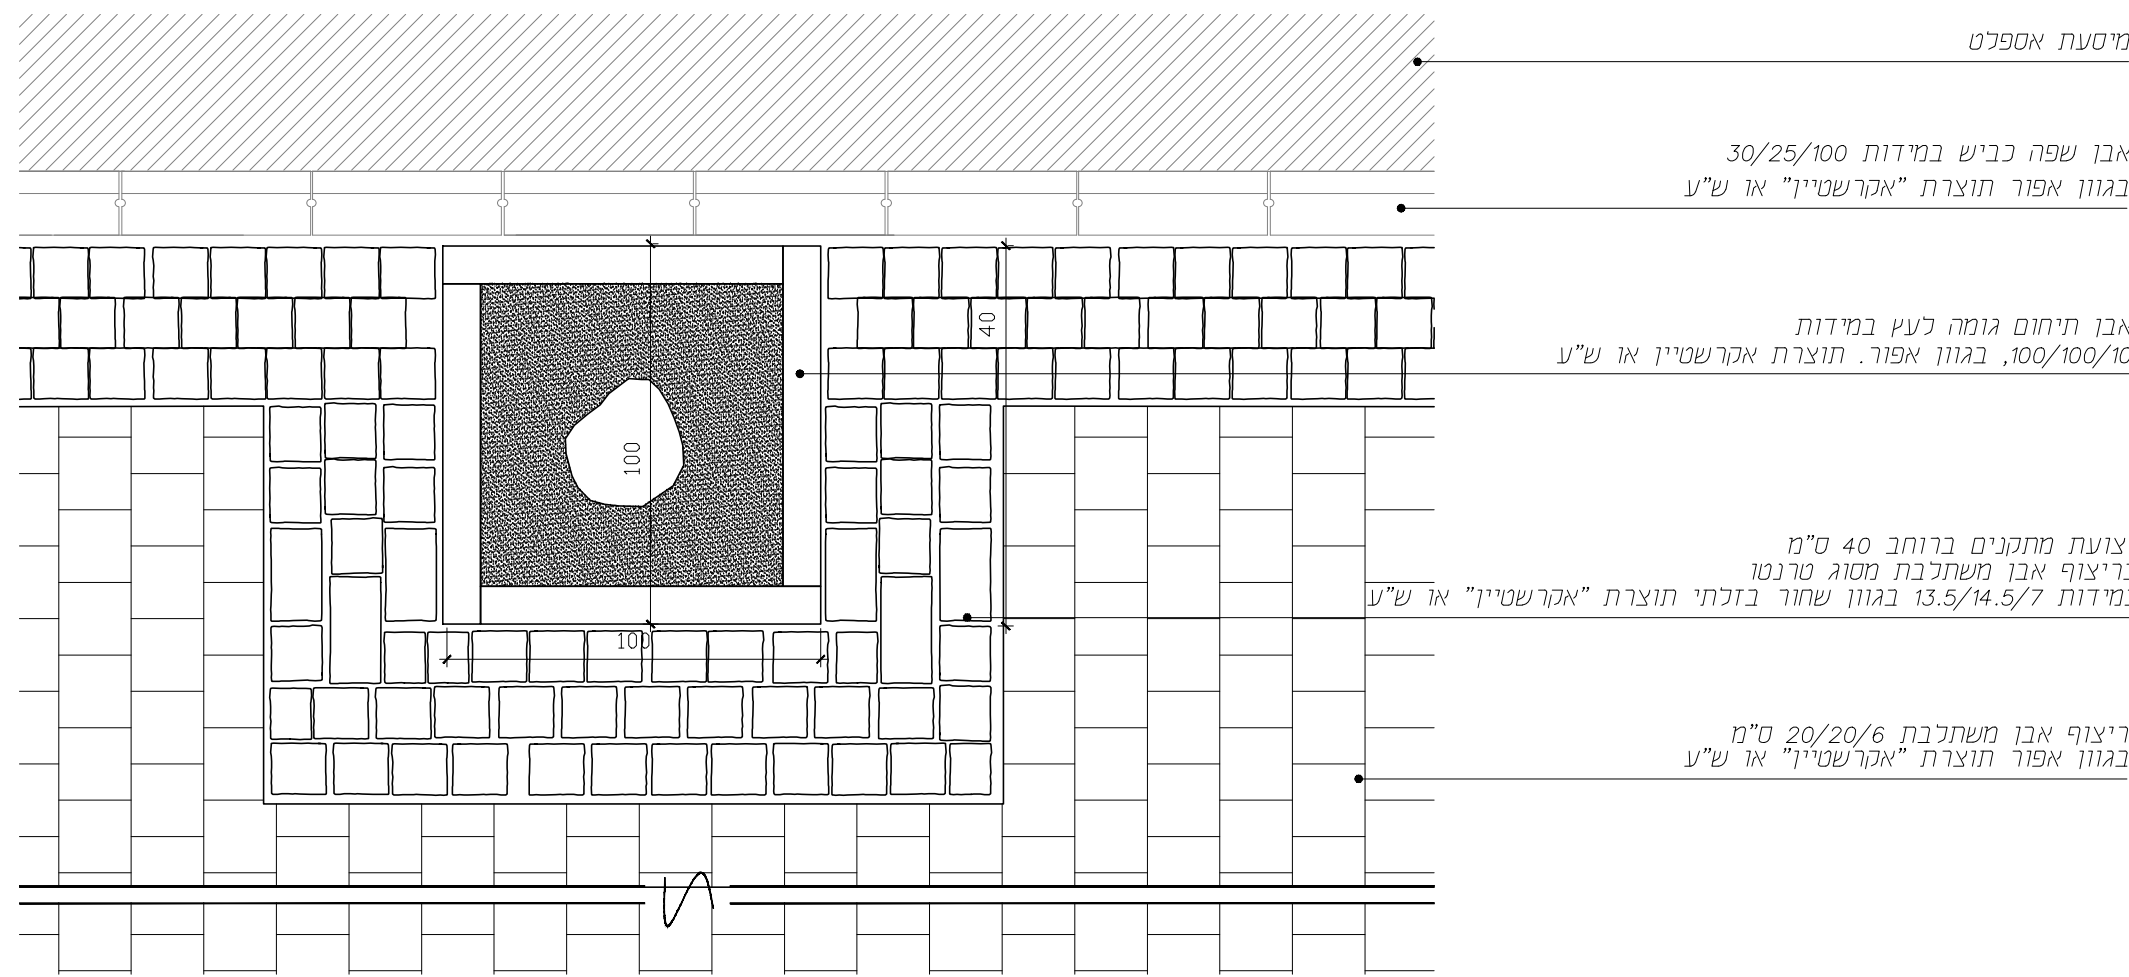 מיסעת אספלט
אבן שפה כביש במידות 30/25/100
בגוון אפור תוצרת "אקרשטיין" או ש"ע
אבן תיחום גומה לעץ במידות
100/100/10, בגוון אפור. תוצרת אקרשטיין או ש"ע
צועת מתקנים ברוחב 40 ס"מ
בריצוף אבן משתלבת מסוג טרנטו
במידות 13.5/14.5/7 בגוון שחור בזלתי תוצרת "אקרשטיין" או ש"ע
ריצוף אבן משתלבת 20/20/6 ס"מ
בגוון אפור תוצרת "אקרשטיין" או ש"ע
40
100
100